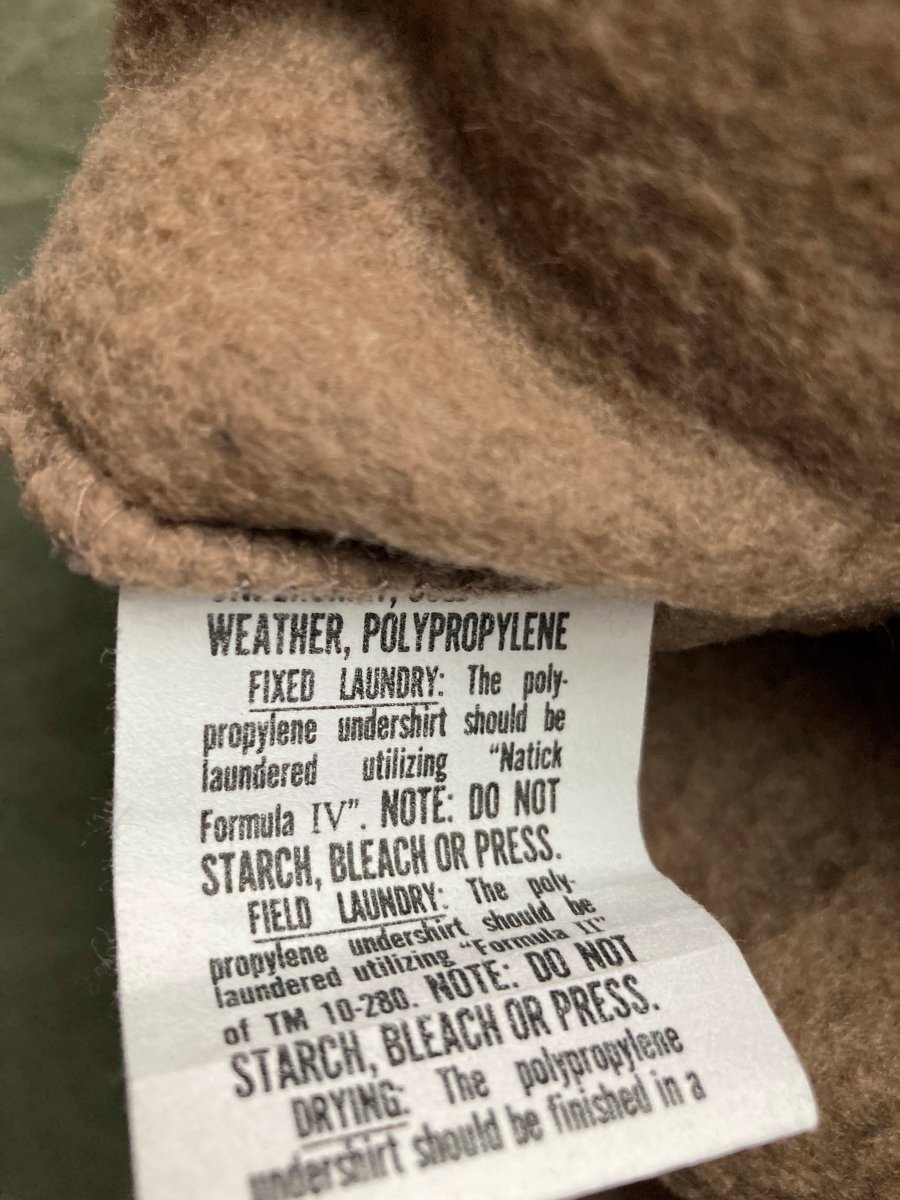 WEATHER, POLYPROPYLENE
FIXED LAUNDRY: The poly-
propylene undershirt should be
laundered utilizing "Natick
Formula IV". NOTE: DO NOT
STARCH, BLEACH OR PRESS.
FIELD LAUNDRY: The poly-
propylene undershirt should be
laundered utilizing "Formula II"
of TM 10-280. NOTE: DO NOT
STARCH, BLEACH OR PRESS.
DRYING: The polypropylene
undershirt should be finished in a